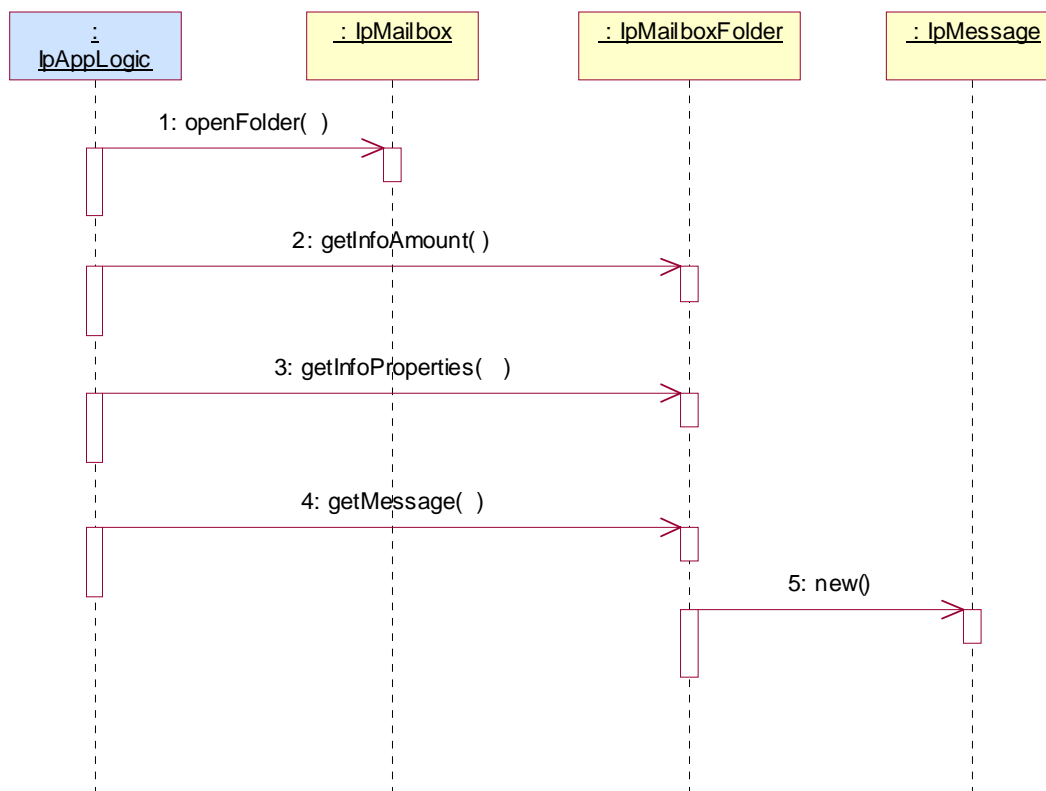 :
IpAppLogic
: IpMailbox
: IpMailboxFolder
: IpMessage
1: openFolder(  )
2: getInfoAmount( )
3: getInfoProperties(   )
4: getMessage(  )
5: new()